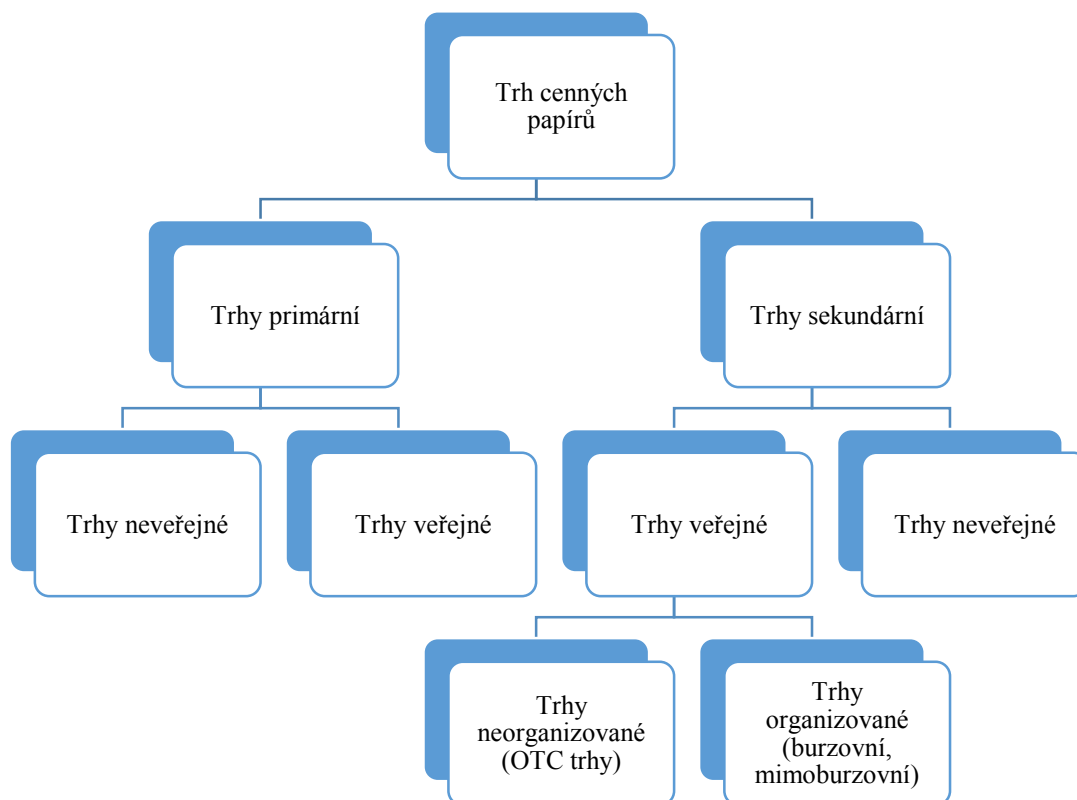 Trh cenných
papírů
Trhy primární
Trhy sekundární
Trhy neveřejné
Trhy veřejné
Trhy veřejné
Trhy neveřejné
Trhy
neorganizované
(OTC trhy)
Trhy
organizované
(burzovní,
mimoburzovní)